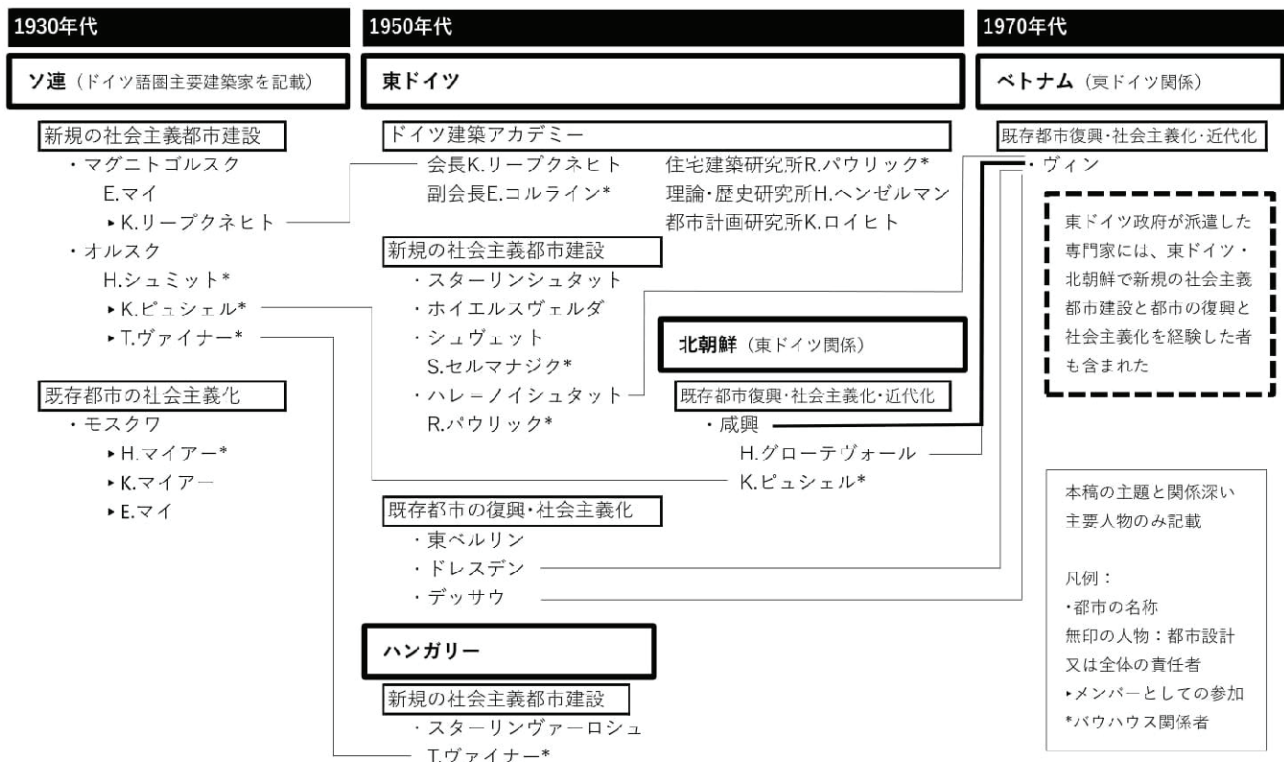 1930年代
ソ連（ドイツ語圏主要建築家を記載）
新規の社会主義都市建設
・マグニトゴルスク
E.マイ
▸K.リープクネヒト
・オルスク
H.シュミット*
▸K.ピュシェル*
▸T.ヴァイナー*
既存都市の社会主義化
・モスクワ
▸H.マイアー*
▸K.マイアー
▸E.マイ
1950年代
東ドイツ
ドイツ建築アカデミー
会長K.リープクネヒト
副会長E.コルライン*
住宅建築研究所R.パウリック*
理論・歴史研究所H.ヘンゼルマン
都市計画研究所K.ロイヒト
新規の社会主義都市建設
・スターリンシュタット
・ホイエルスヴェルダ
・シュヴェット
S.セルマナジク*
・ハレ＝ノイシュタット
R.パウリック*
既存都市の復興・社会主義化
・東ベルリン
・ドレスデン
・デッサウ
北朝鮮（東ドイツ関係）
既存都市復興・社会主義化・近代化
・咸興
H.グローテヴォール
K.ピュシェル*
ハンガリー
新規の社会主義都市建設
・スターリンヴァーロシュ
T.ヴァイナー*
1970年代
ベトナム（東ドイツ関係）
既存都市復興・社会主義化・近代化
・ヴィン
東ドイツ政府が派遣した
専門家には、東ドイツ・
北朝鮮で新規の社会主義
都市建設と都市の復興と
社会主義化を経験した者
も含まれた
本稿の主題と関係深い
主要人物のみ記載
凡例：
・都市の名称
無印の人物：都市設計
又は全体の責任者
▸メンバーとしての参加
*バウハウス関係者